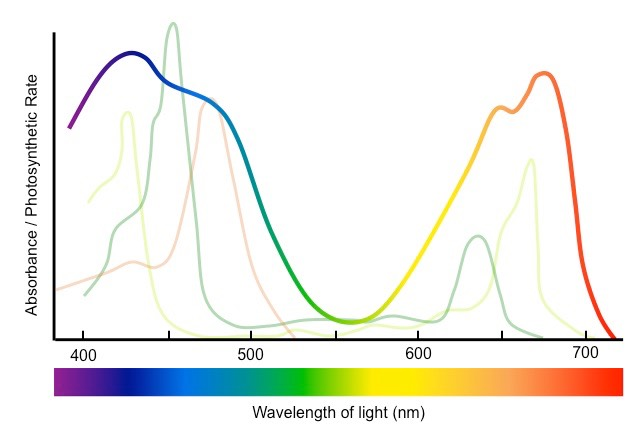 Absorbance / Photosynthetic Rate
400 500 600 700
Wavelength of light (nm)